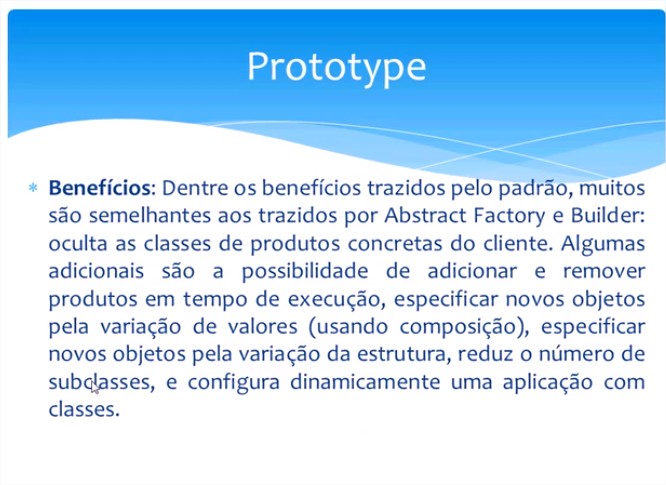 Prototype
* Benefícios: Dentre os benefícios trazidos pelo padrão, muitos
são semelhantes aos trazidos por Abstract Factory e Builder:
oculta as classes de produtos concretas do cliente. Algumas
adicionais são a possibilidade de adicionar e remover
produtos em tempo de execução, especificar novos objetos
pela variação de valores (usando composição), especificar
novos objetos pela variação da estrutura, reduz o número de
subclasses, e configura dinamicamente uma aplicação com
classes.